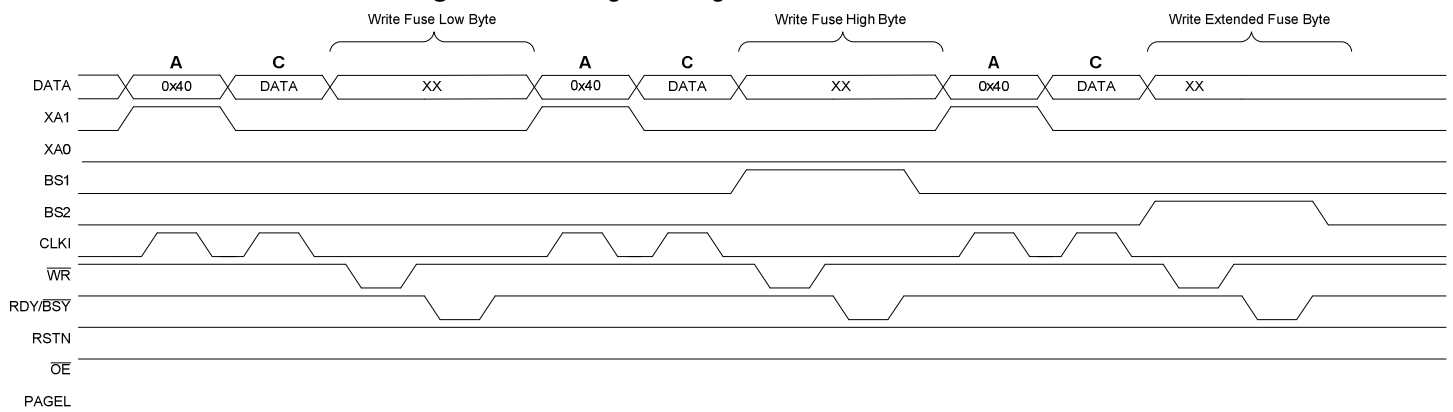 Write Fuse Low Byte Write Fuse High Byte Write Extended Fuse Byte
A C A C A C
DATA 0x40 DATA XX 0x40 DATA XX 0x40 DATA XX
XA1
XA0
BS1
BS2
CLKI
WR
RDY/BSY
RSTN
OE
PAGEL